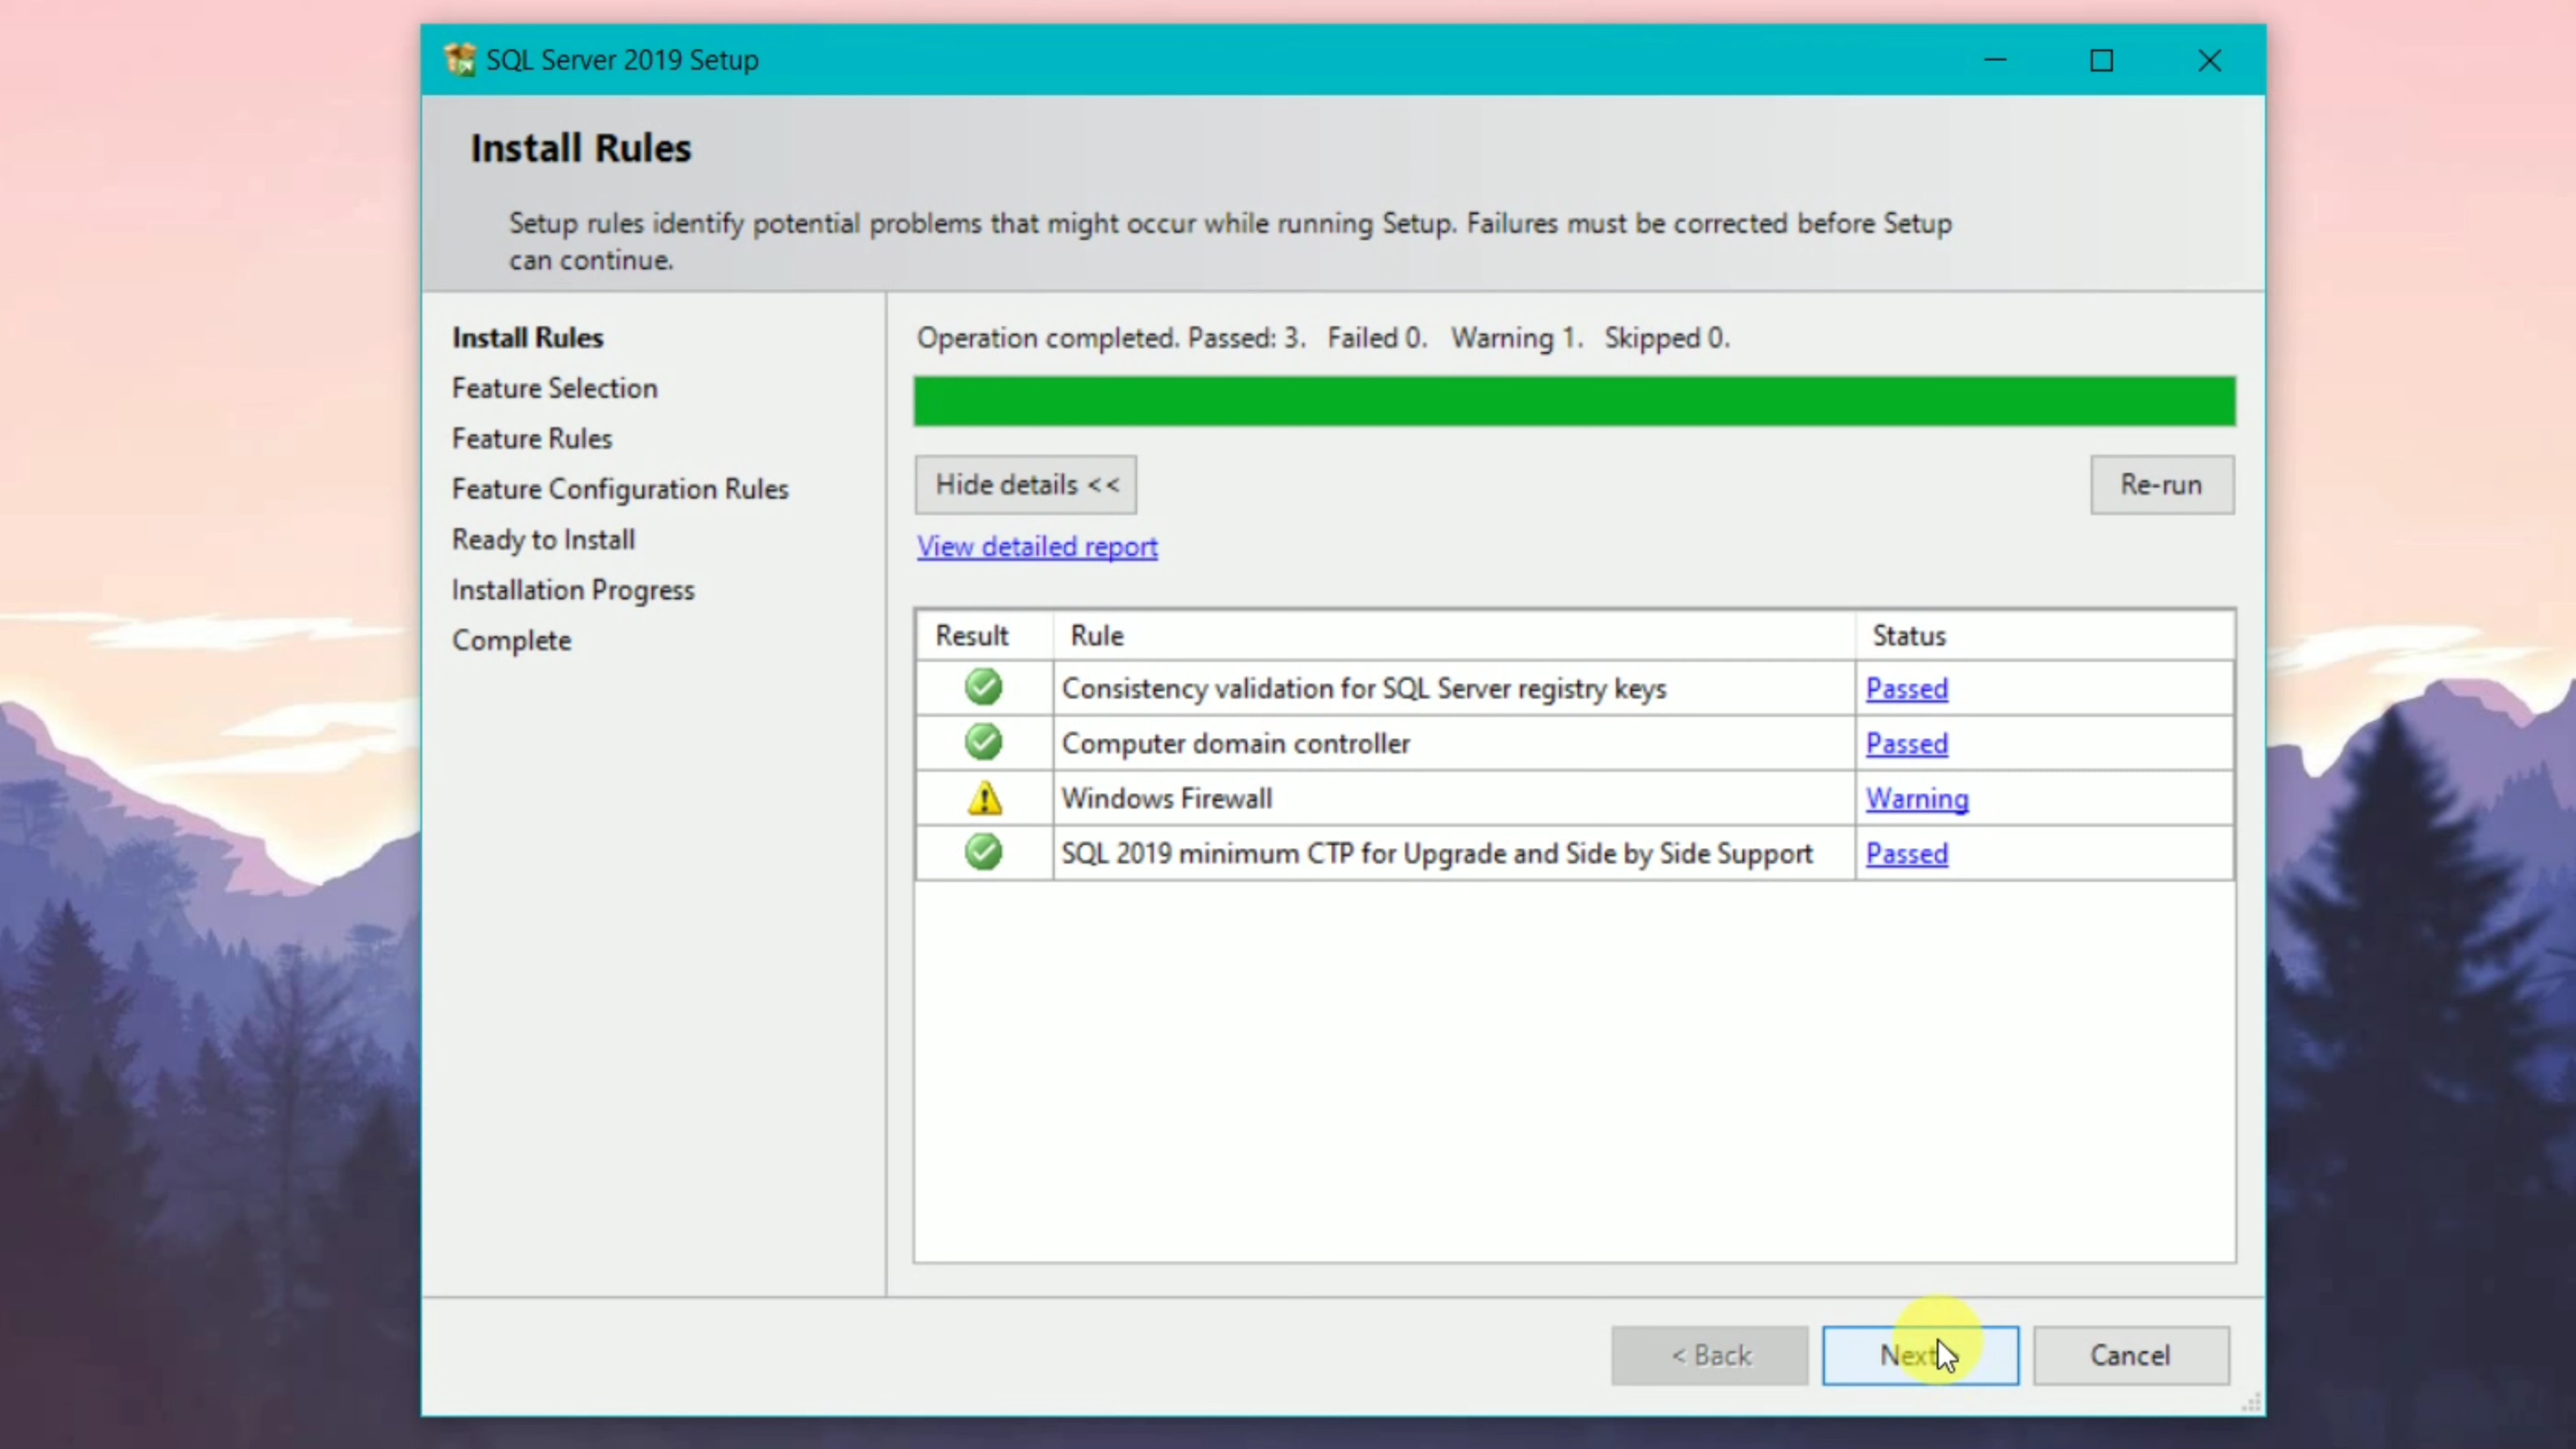 SQL Server 2019 Setup
Install Rules
Setup rules identify potential problems that might occur while running Setup. Failures must be corrected before Setup
can continue.
Install Rules
Feature Selection
Feature Rules
Feature Configuration Rules
Ready to Install
Installation Progress
Complete
Operation completed. Passed: 3. Failed 0. Warning 1. Skipped 0.
Hide details <<
Re-run
View detailed report
Result Rule Status
Consistency validation for SQL Server registry keys Passed
Computer domain controller Passed
Windows Firewall Warning
SQL 2019 minimum CTP for Upgrade and Side by Side Support Passed
< Back Next Cancel